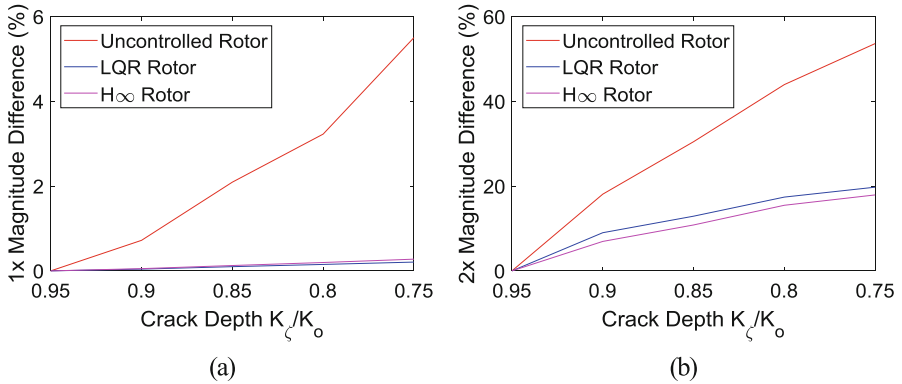 6
4
2
0
1x Magnitude Difference (%)
Uncontrolled Rotor
LQR Rotor
H∞ Rotor
0.95
0.9
0.85
0.8
0.75
Crack Depth Kζ/Ko
(a)
60
40
20
0
2x Magnitude Difference (%)
Uncontrolled Rotor
LQR Rotor
H∞ Rotor
0.95
0.9
0.85
0.8
0.75
Crack Depth Kζ/Ko
(b)